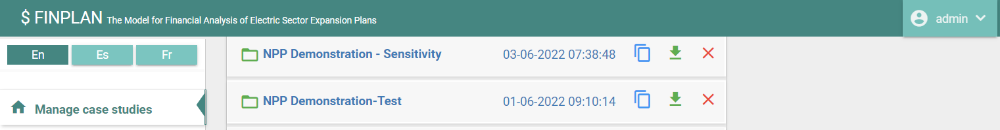 $ FINPLAN The Model for Financial Analysis of Electric Sector Expansion Plans
admin
En Es Fr
NPP Demonstration - Sensitivity 03-06-2022 07:38:48
NPP Demonstration-Test 01-06-2022 09:10:14
Manage case studies